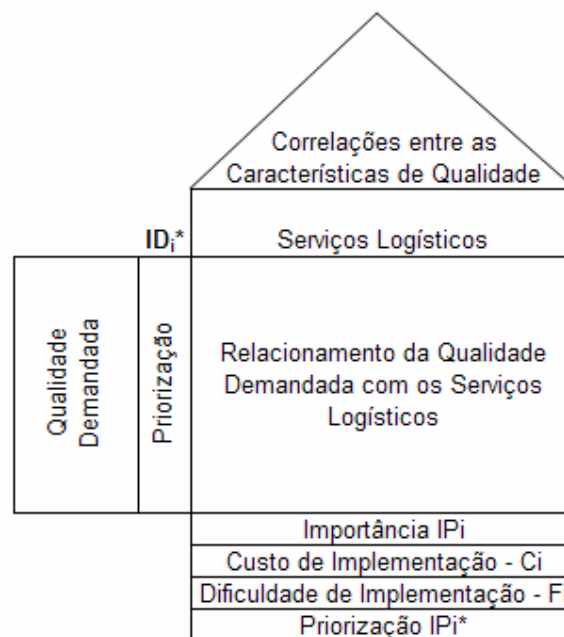 Correlações entre as
Características de Qualidade
IDi*
Serviços Logísticos
Qualidade
Demandada
Priorização
Relacionamento da Qualidade
Demandada com os Serviços
Logísticos
Importância IPi
Custo de Implementação - Ci
Dificuldade de Implementação - Fi
Priorização IPi*